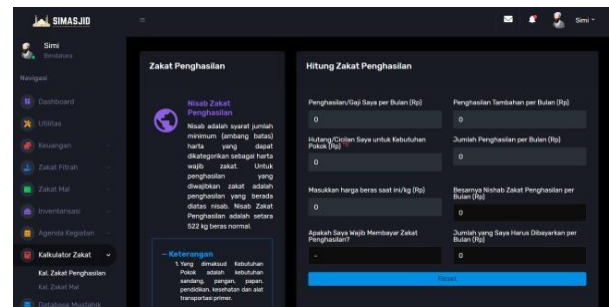 SIMASJID
Simi
Simi
Bendahara
Navigasi
Dashboard
Utilitas
Keuangan
Zakat Fitrah
Zakat Mal
Inventarisasi
Agenda Kegiatan
Kalkulator Zakat
Kal. Zakat Penghasilan
Kal. Zakat Mal
Database Mustahik
Zakat Penghasilan
Nisab Zakat
Penghasilan
Nisab adalah syarat jumlah
minimum (ambang batas)
harta yang dapat
dikategorikan sebagai harta
wajib zakat. Untuk
penghasilan yang
diwajibkan zakat adalah
penghasilan yang berada
diatas nisab. Nisab Zakat
Penghasilan adalah setara
522 kg beras normal.
– Keterangan
1. Yang dimaksud Kebutuhan
Pokok adalah kebutuhan
sandang, pangan, papan,
pendidikan, kesehatan dan alat
transportasi primer.
Hitung Zakat Penghasilan
Penghasilan/Gaji Saya per Bulan (Rp)
0
Penghasilan Tambahan per Bulan (Rp)
0
Hutang/Cicilan Saya untuk Kebutuhan
Pokok (Rp)
0
Jumlah Penghasilan per Bulan (Rp)
0
Masukkan harga beras saat ini/kg (Rp)
0
Besarnya Nishab Zakat Penghasilan per
Bulan (Rp)
0
Apakah Saya Wajib Membayar Zakat
Penghasilan?
-
Jumlah yang Saya Harus Dibayarkan per
Bulan (Rp)
0
Reset